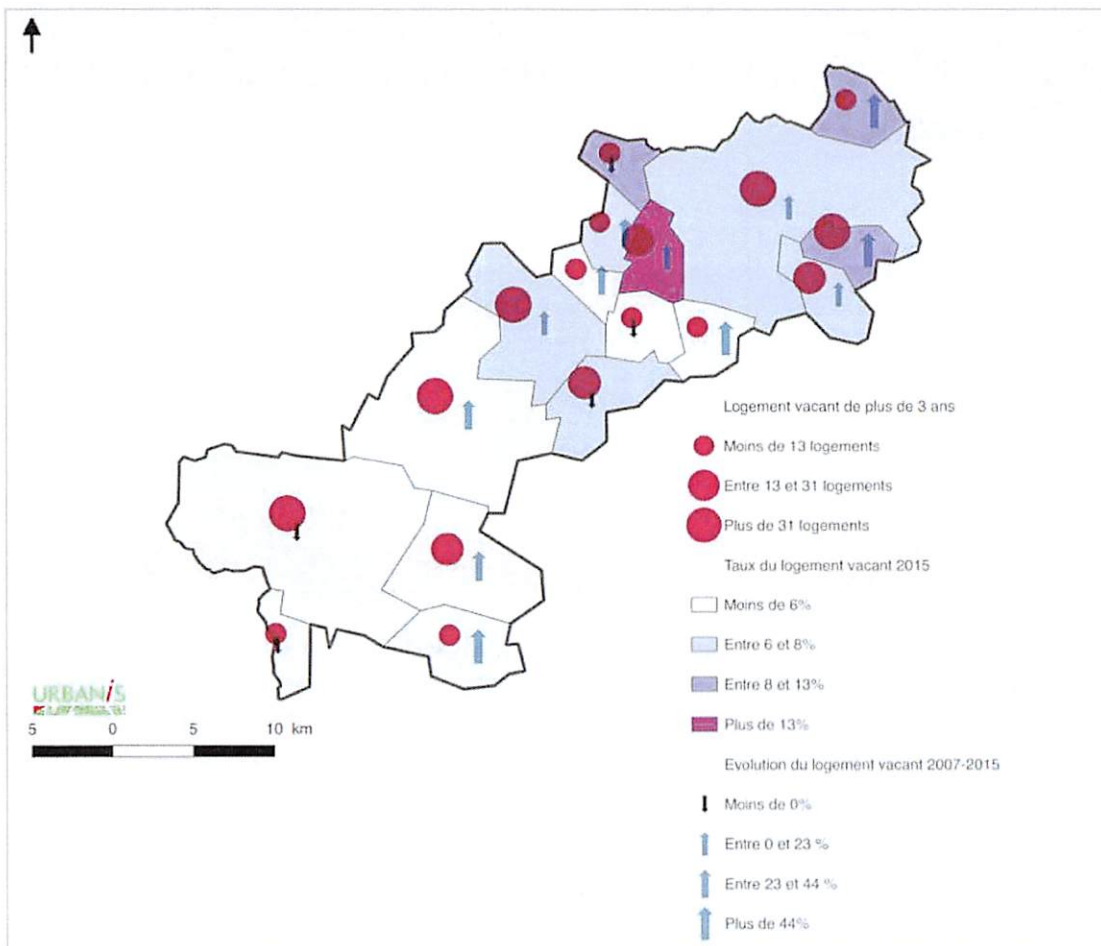 Logement vacant de plus de 3 ans
Moins de 13 logements
Entre 13 et 31 logements
Plus de 31 logements
Taux du logement vacant 2015
Moins de 6%
Entre 6 et 8%
Entre 8 et 13%
Plus de 13%
Evolution du logement vacant 2007-2015
Moins de 0%
Entre 0 et 23 %
Entre 23 et 44 %
Plus de 44%
URBANiS
5 0 5 10 km